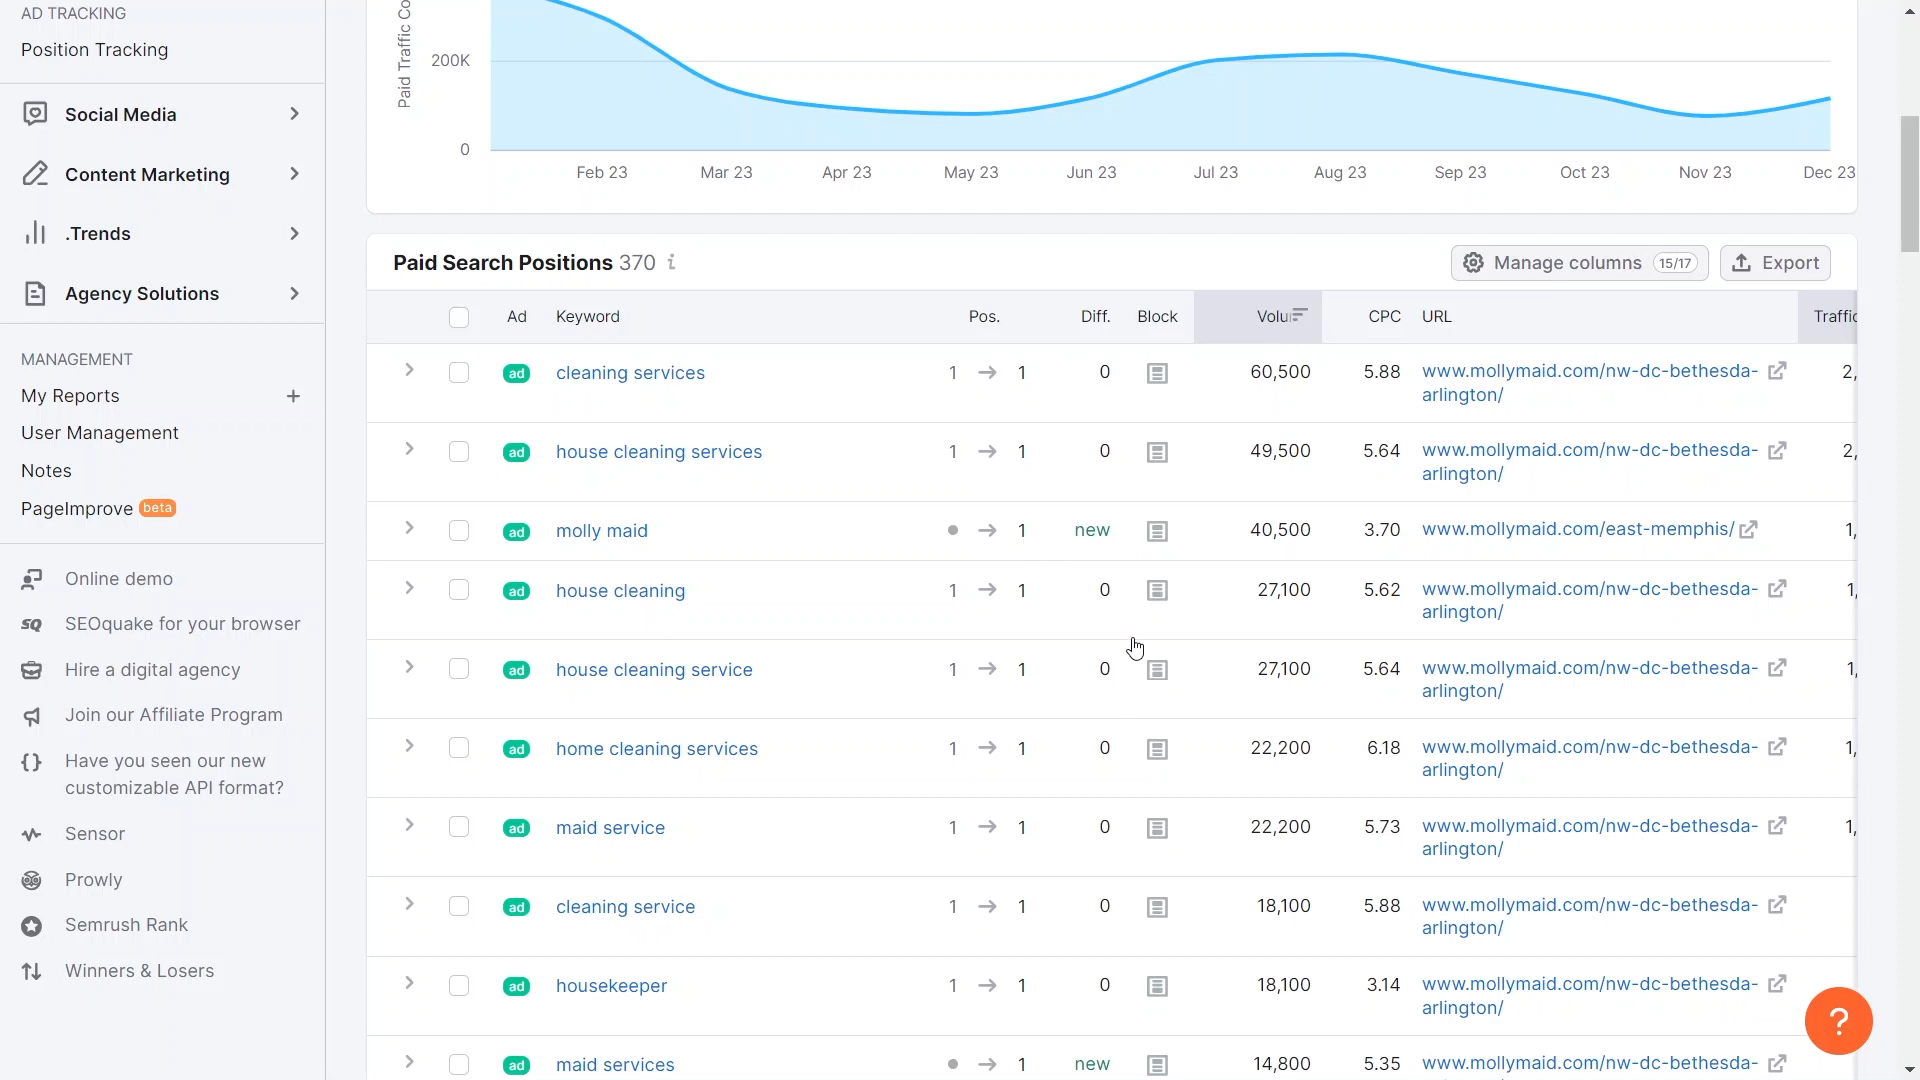 AD TRACKING
Position Tracking
Social Media
Content Marketing
.Trends
Agency Solutions
MANAGEMENT
My Reports +
User Management
Notes
PageImprove beta
Online demo
SEOquake for your browser
Hire a digital agency
Join our Affiliate Program
Have you seen our new
customizable API format?
Sensor
Prowly
Semrush Rank
Winners & Losers
Paid Traffic Co
200K
0
Feb 23 Mar 23 Apr 23 May 23 Jun 23 Jul 23 Aug 23 Sep 23 Oct 23 Nov 23 Dec 23
Paid Search Positions 370 i
Manage columns 15/17 Export
Ad Keyword Pos. Diff. Block Volu CPC URL Traffic
ad cleaning services 1 → 1 0 60,500 5.88 www.mollymaid.com/nw-dc-bethesda- 2,
arlington/
ad house cleaning services 1 → 1 0 49,500 5.64 www.mollymaid.com/nw-dc-bethesda- 2,
arlington/
ad molly maid ● → 1 new 40,500 3.70 www.mollymaid.com/east-memphis/ 1,
ad house cleaning 1 → 1 0 27,100 5.62 www.mollymaid.com/nw-dc-bethesda- 1,
arlington/
ad house cleaning service 1 → 1 0 27,100 5.64 www.mollymaid.com/nw-dc-bethesda- 1,
arlington/
ad home cleaning services 1 → 1 0 22,200 6.18 www.mollymaid.com/nw-dc-bethesda- 1,
arlington/
ad maid service 1 → 1 0 22,200 5.73 www.mollymaid.com/nw-dc-bethesda- 1,
arlington/
ad cleaning service 1 → 1 0 18,100 5.88 www.mollymaid.com/nw-dc-bethesda-
arlington/
ad housekeeper 1 → 1 0 18,100 3.14 www.mollymaid.com/nw-dc-bethesda-
arlington/
ad maid services ● → 1 new 14,800 5.35 www.mollymaid.com/nw-dc-bethesda-
?